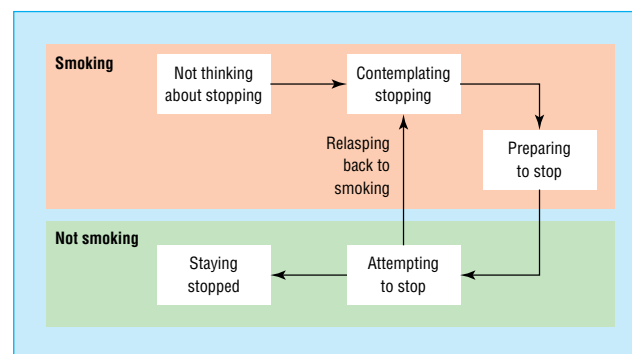 Smoking
Not thinking
about stopping
Contemplating
stopping
Relasping
back to
smoking
Preparing
to stop
Not smoking
Staying
stopped
Attempting
to stop